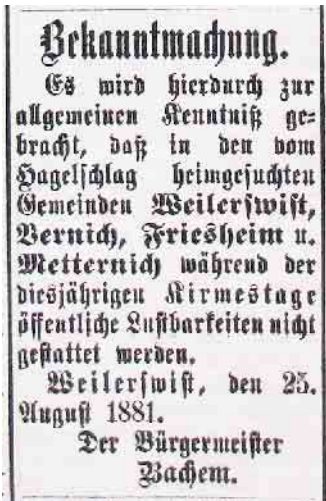 Bekanntmachung.
Es wird hierdurch zur
allgemeinen Kenntniß ge-
bracht, daß in den vom
Hagelschlag heimgesuchten
Gemeinden Weilerswist,
Vernich, Friesheim u.
Metternich während der
diesjährigen Kirmestage
öffentliche Lustbarkeiten nicht
gestattet werden.
Weilerswist, den 25.
August 1881.
Der Bürgermeister
Bachem.